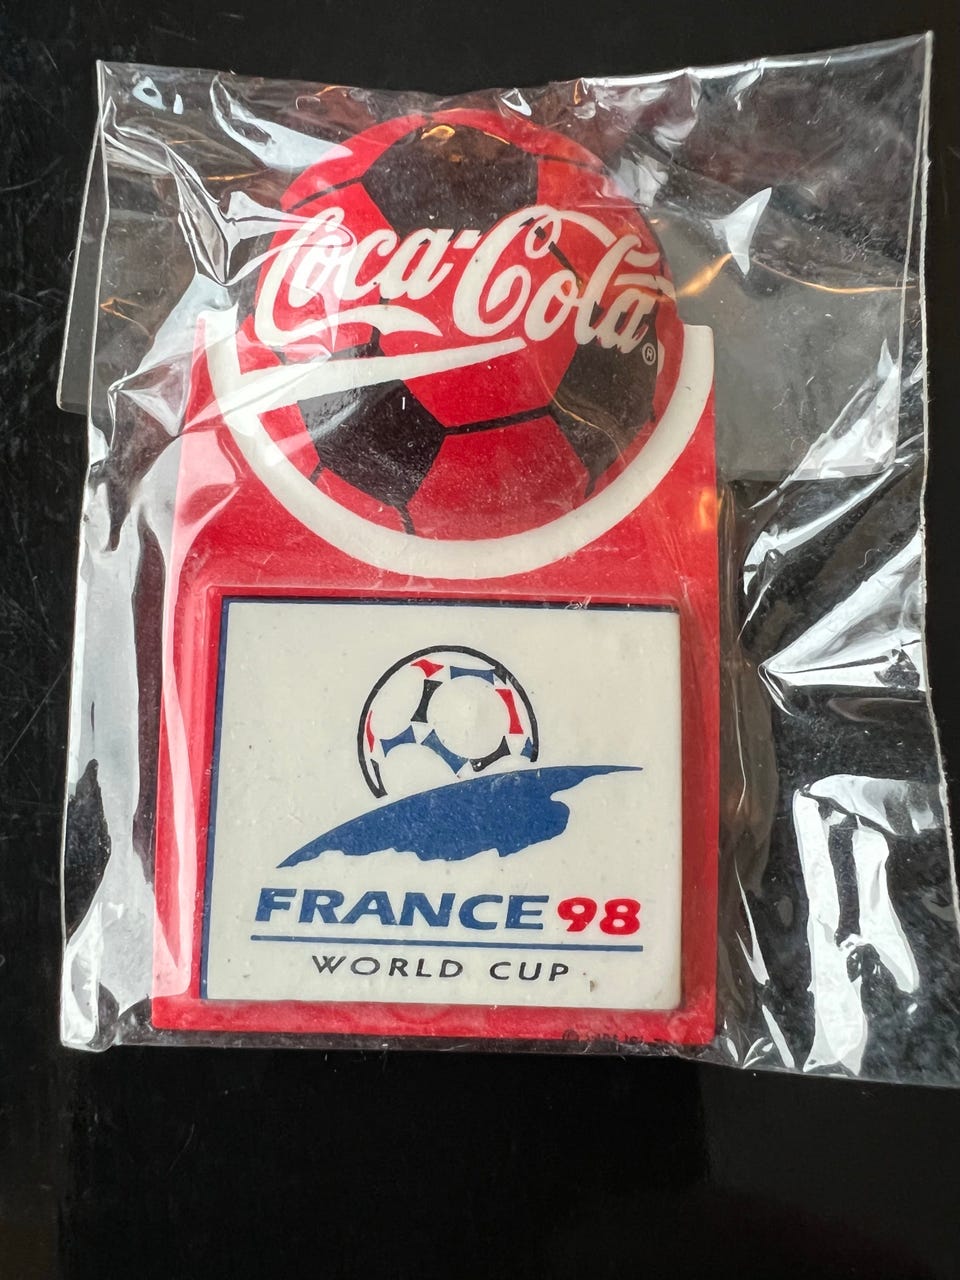 Coca-Cola
®
FRANCE 98
WORLD CUP